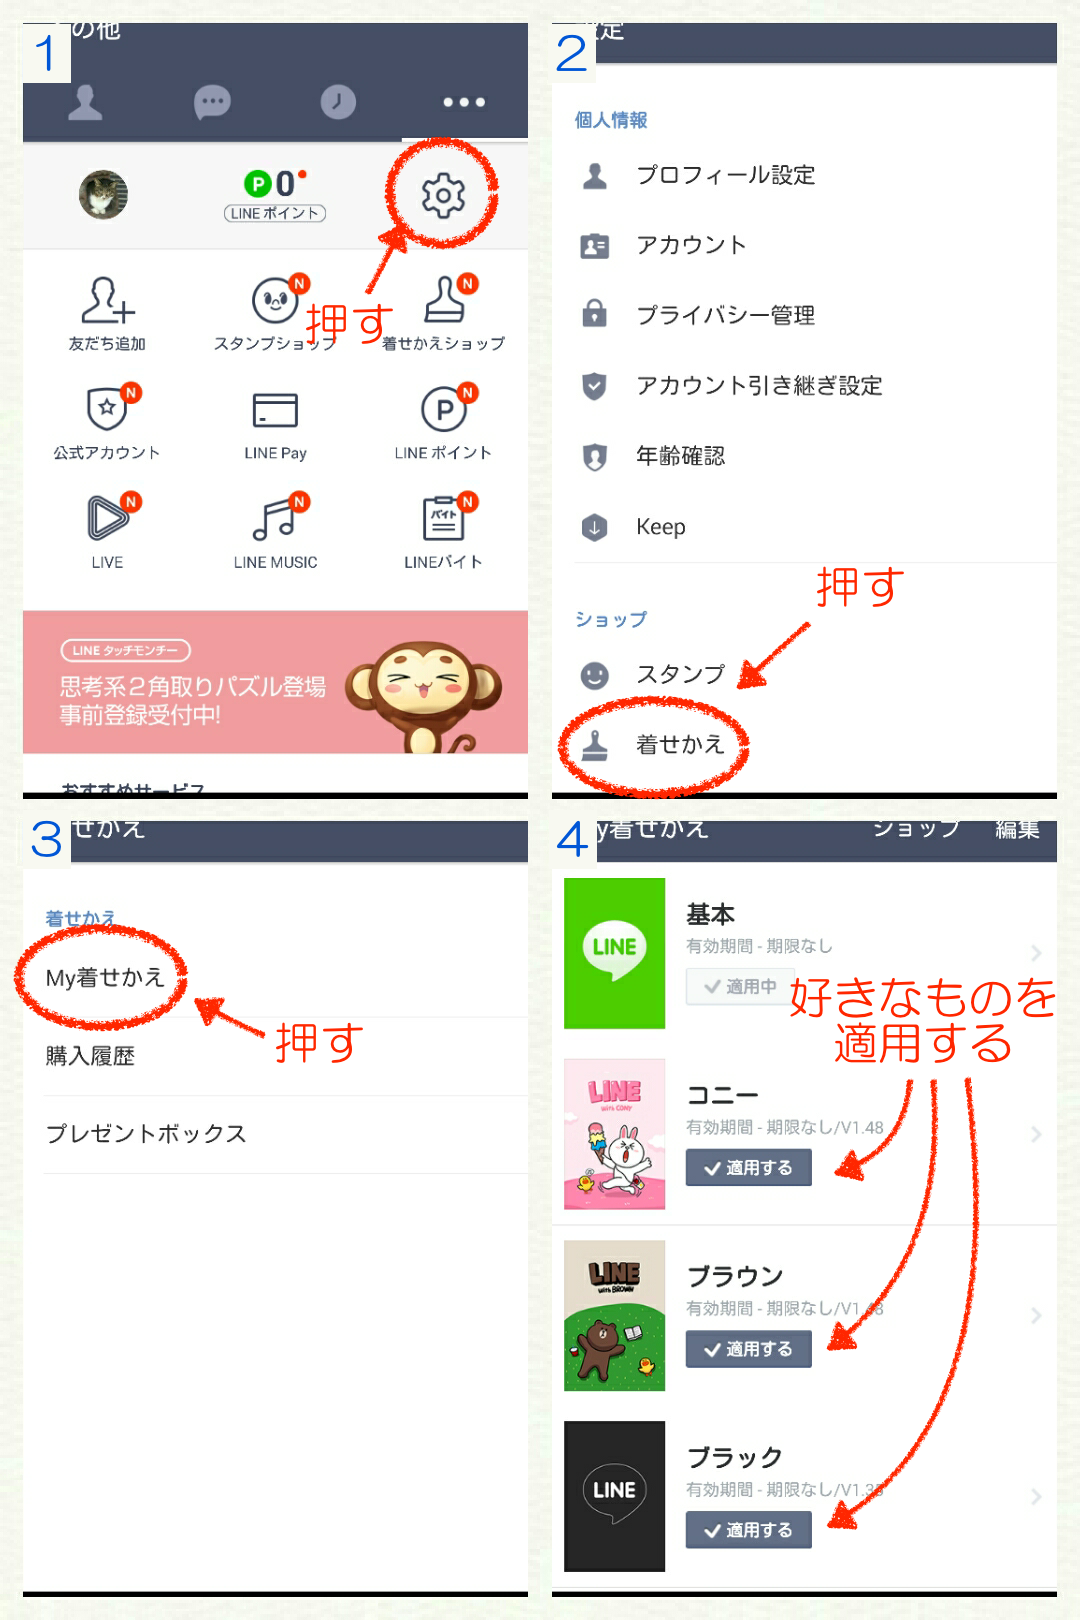 1
の他
P 0
LINE ポイント
押す
友だち追加
N
スタンプショップ
N
着せかえショップ
N
公式アカウント
LINE Pay
N
P
LINE ポイント
N
LIVE
N
LINE MUSIC
N
バイト
LINEバイト
LINE タッチモンチー
思考系２角取りパズル登場
事前登録受付中!
おすすめサービス
2
設定
個人情報
プロフィール設定
アカウント
プライバシー管理
アカウント引き継ぎ設定
年齢確認
Keep
押す
ショップ
スタンプ
着せかえ
3
せかえ
着せかえ
My着せかえ
押す
購入履歴
プレゼントボックス
4
y着せかえ ショップ 編集
LINE
基本
有効期間 - 期限なし
適用中
好きなものを
適用する
LINE
with CONY
コニー
有効期間 - 期限なし/V1.48
適用する
LINE
with BROWN
ブラウン
有効期間 - 期限なし/V1.48
適用する
LINE
ブラック
有効期間 - 期限なし/V1.3
適用する